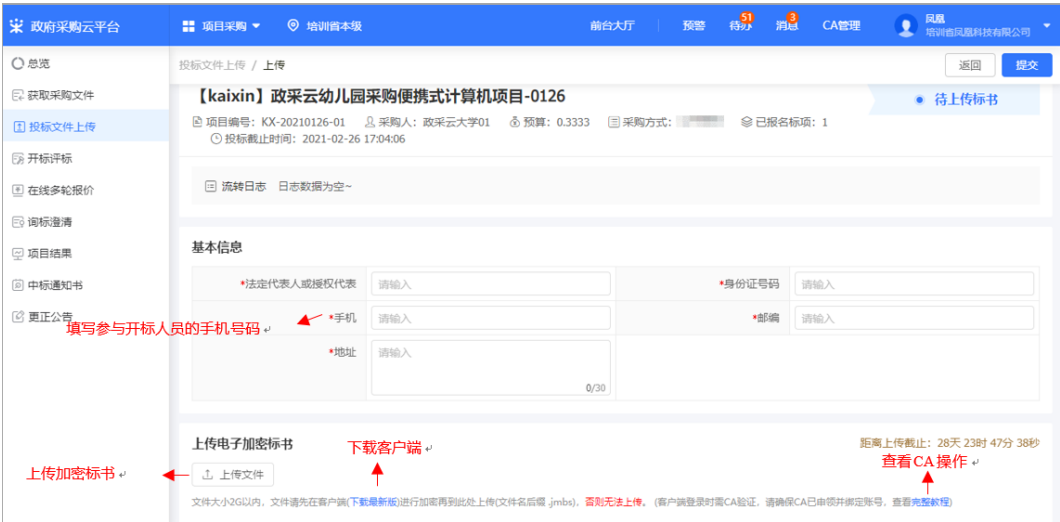 政府采购云平台 项目采购 培训省本级 前台大厅 预警 待办 51 消息 3 CA管理 凤凰
培训省凤凰科技有限公司
总览
获取采购文件
投标文件上传
开标评标
在线多轮报价
询标澄清
项目结果
中标通知书
更正公告
投标文件上传 / 上传 返回 提交
【kaixin】政采云幼儿园采购便携式计算机项目-0126 待上传标书
项目编号：KX-20210126-01 采购人：政采云大学01 预算：0.3333 采购方式： 已报名标项：1
投标截止时间：2021-02-26 17:04:06
流转日志 日志数据为空~
基本信息
*法定代表人或授权代表 请输入 *身份证号码 请输入
填写参与开标人员的手机号码 *手机 请输入 *邮编 请输入
*地址 请输入
0/30
上传电子加密标书 下载客户端 距离上传截止：28天 23时 47分 38秒
查看CA操作
上传加密标书 上传文件
文件大小2G以内，文件请先在客户端(下载最新版)进行加密再到此处上传(文件名后缀 .jmbs)，否则无法上传。 (客户端登录时需CA验证，请确保CA已申领并绑定账号，查看完整教程)